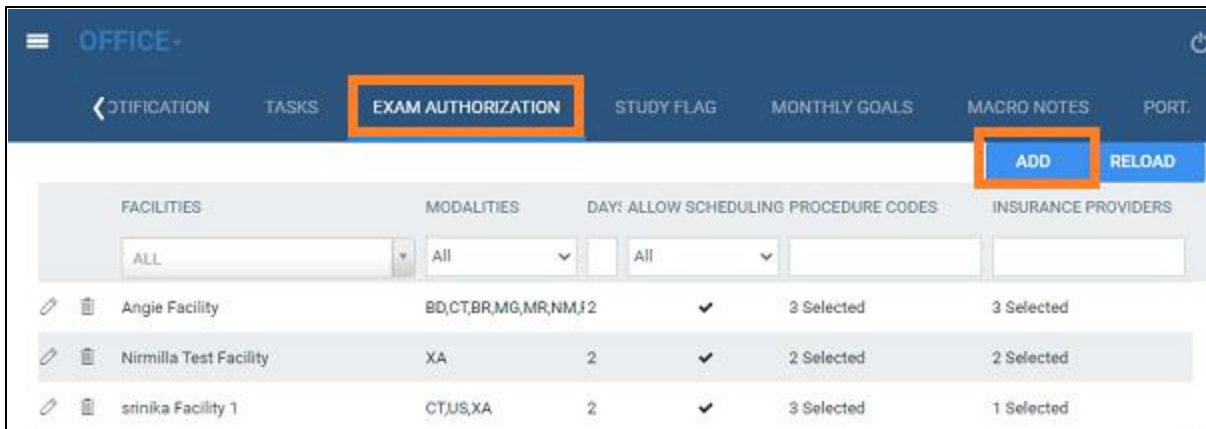 OFFICE
TASKS EXAM AUTHORIZATION STUDY FLAG MONTHLY GOALS MACRO NOTES
ADD RELOAD
FACILITIES MODALITIES ALLOW SCHEDULING PROCEDURE CODES INSURANCE PROVIDERS
ALL All All
Angie Facility BD,CT,BR,MG,MR,NM, 2 ✔ 3 Selected 3 Selected
Nirmilla Test Facility XA 2 ✔ 2 Selected 2 Selected
srinika Facility 1 CT,US,XA 2 ✔ 3 Selected 1 Selected